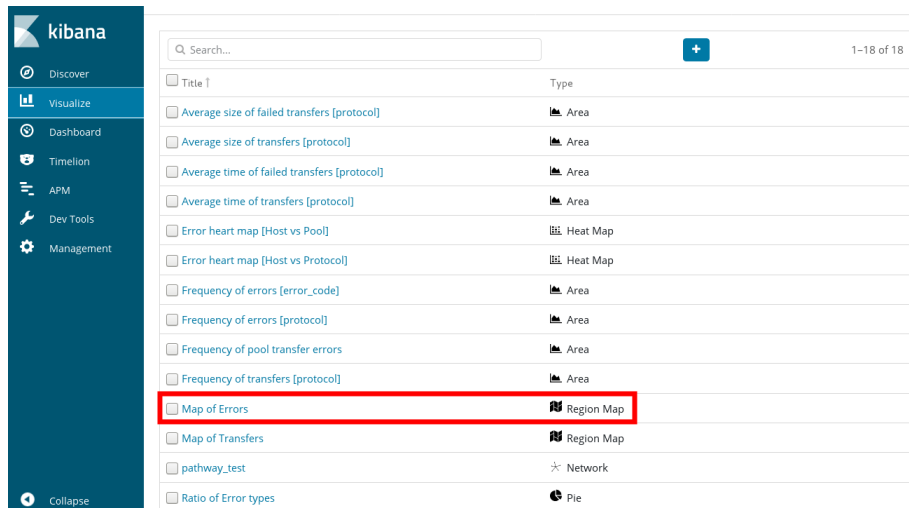 kibana
Discover
Visualize
Dashboard
Timelion
APM
Dev Tools
Management
Collapse
Search...
+
1–18 of 18
Title ↑ Type
Average size of failed transfers [protocol] Area
Average size of transfers [protocol] Area
Average time of failed transfers [protocol] Area
Average time of transfers [protocol] Area
Error heart map [Host vs Pool] Heat Map
Error heart map [Host vs Protocol] Heat Map
Frequency of errors [error_code] Area
Frequency of errors [protocol] Area
Frequency of pool transfer errors Area
Frequency of transfers [protocol] Area
Map of Errors Region Map
Map of Transfers Region Map
pathway_test Network
Ratio of Error types Pie